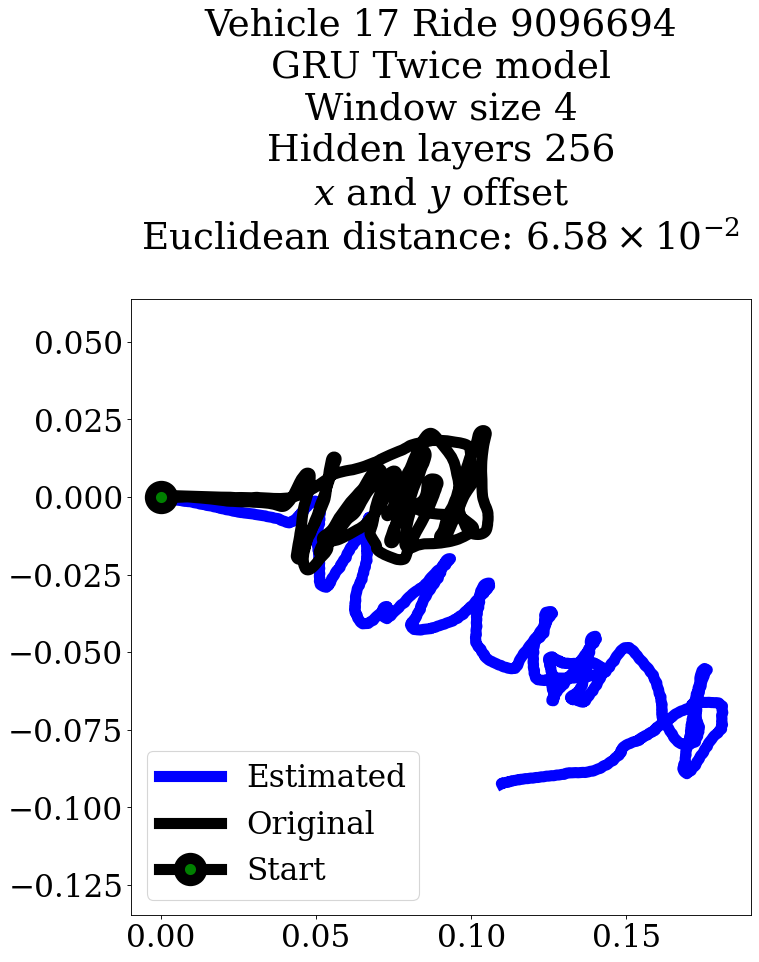 Vehicle 17 Ride 9096694
GRU Twice model
Window size 4
Hidden layers 256
x and y offset
Euclidean distance: 6.58 × 10⁻²
0.050
0.025
0.000
−0.025
−0.050
−0.075
−0.100
−0.125
Estimated
Original
Start
0.00 0.05 0.10 0.15